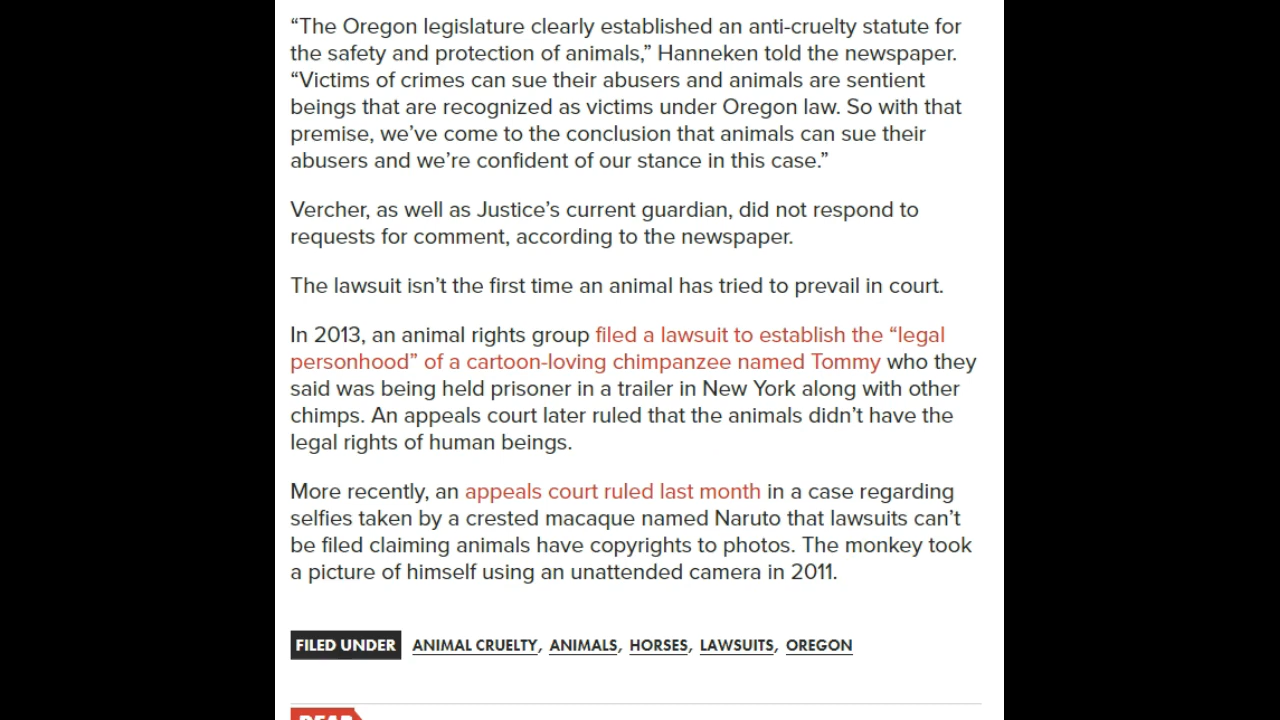 “The Oregon legislature clearly established an anti-cruelty statute for
the safety and protection of animals,” Hanneken told the newspaper.
“Victims of crimes can sue their abusers and animals are sentient
beings that are recognized as victims under Oregon law. So with that
premise, we’ve come to the conclusion that animals can sue their
abusers and we’re confident of our stance in this case.”
Vercher, as well as Justice’s current guardian, did not respond to
requests for comment, according to the newspaper.
The lawsuit isn’t the first time an animal has tried to prevail in court.
In 2013, an animal rights group filed a lawsuit to establish the “legal
personhood” of a cartoon-loving chimpanzee named Tommy who they
said was being held prisoner in a trailer in New York along with other
chimps. An appeals court later ruled that the animals didn’t have the
legal rights of human beings.
More recently, an appeals court ruled last month in a case regarding
selfies taken by a crested macaque named Naruto that lawsuits can’t
be filed claiming animals have copyrights to photos. The monkey took
a picture of himself using an unattended camera in 2011.
FILED UNDER ANIMAL CRUELTY, ANIMALS, HORSES, LAWSUITS, OREGON